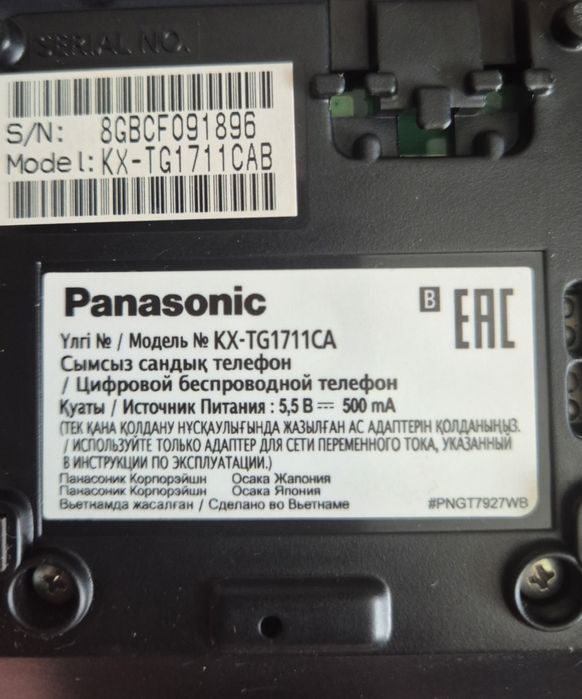 SERIAL NO.
S/N: 8GBCF091896
Model: KX-TG1711CAB
Panasonic B EAC
Үлгі № / Модель № KX-TG1711CA
Сымсыз сандық телефон
/ Цифровой беспроводной телефон
Қуаты / Источник Питания : 5,5 В ⎓ 500 mA
(ТЕК ҚАНА ҚОЛДАНУ НҰСҚАУЛЫҒЫНДА ЖАЗЫЛҒАН АС АДАПТЕРІН ҚОЛДАНЫҢЫЗ.
/ ИСПОЛЬЗУЙТЕ ТОЛЬКО АДАПТЕР ДЛЯ СЕТИ ПЕРЕМЕННОГО ТОКА, УКАЗАННЫЙ
В ИНСТРУКЦИИ ПО ЭКСПЛУАТАЦИИ.)
Панасоник Корпорэйшн Осака Жапония
Панасоник Корпорэйшн Осака Япония
Вьетнамда жасалған / Сделано во Вьетнаме #PNGT7927WB